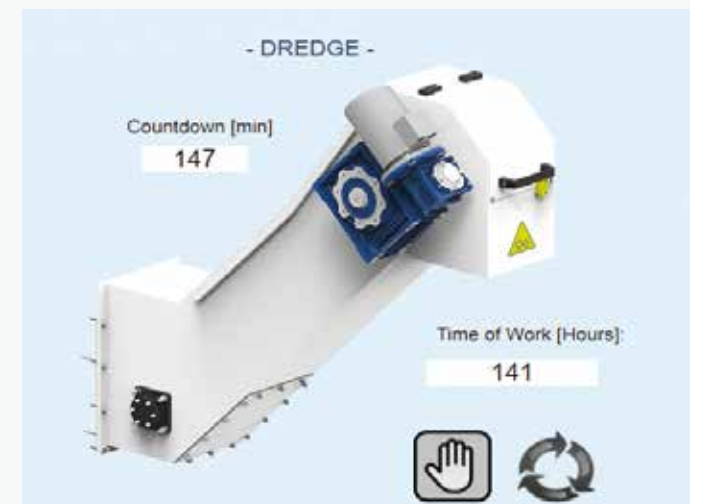 - DREDGE -
Countdown [min]
147
Time of Work [Hours]:
141